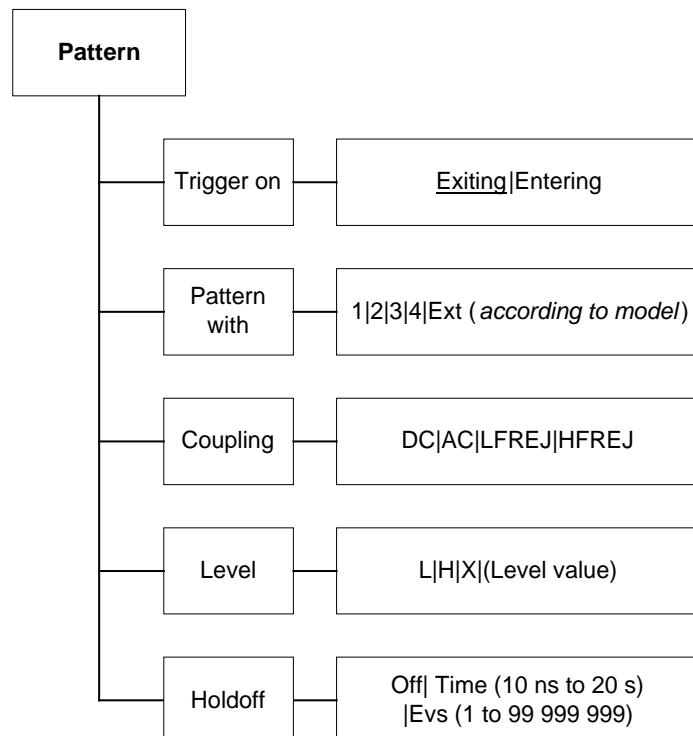 Pattern
Trigger on
Exiting|Entering
Pattern
with
1|2|3|4|Ext (according to model)
Coupling
DC|AC|LFREJ|HFREJ
Level
L|H|X|(Level value)
Holdoff
Off| Time (10 ns to 20 s)
|Evs (1 to 99 999 999)